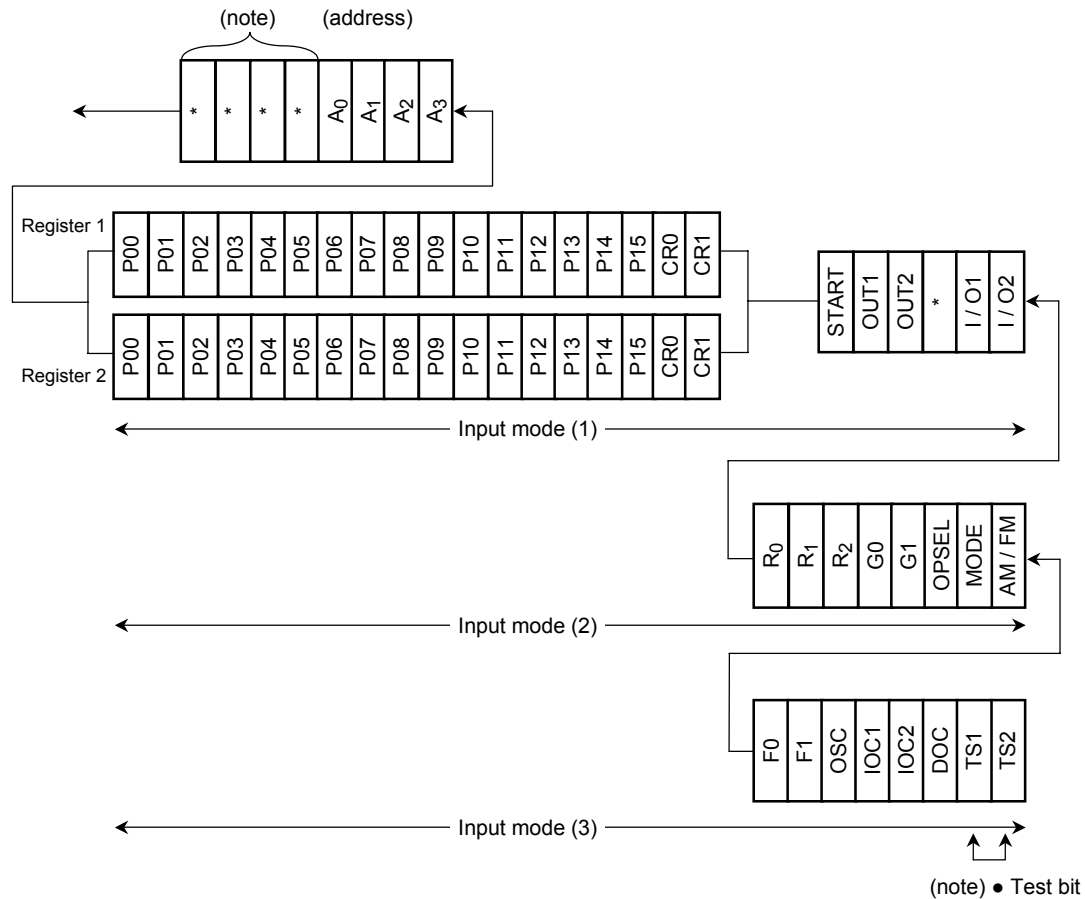 (note) (address)
* * * * A0 A1 A2 A3
Register 1
P00 P01 P02 P03 P04 P05 P06 P07 P08 P09 P10 P11 P12 P13 P14 P15 CR0 CR1
START OUT1 OUT2 * I / O1 I / O2
Register 2
P00 P01 P02 P03 P04 P05 P06 P07 P08 P09 P10 P11 P12 P13 P14 P15 CR0 CR1
Input mode (1)
R0 R1 R2 G0 G1 OPSEL MODE AM / FM
Input mode (2)
F0 F1 OSC IOC1 IOC2 DOC TS1 TS2
Input mode (3)
(note) ● Test bit